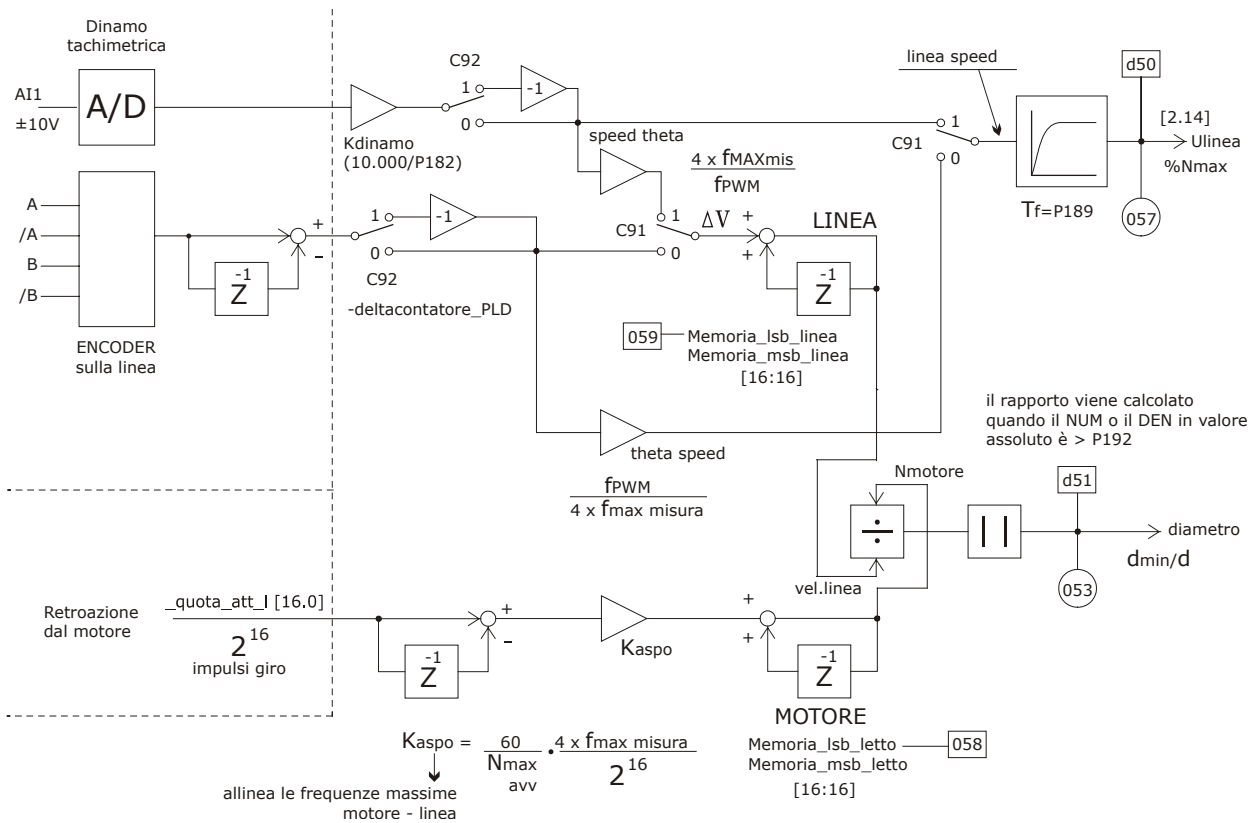 Dinamo
tachimetrica
AI1
±10V
A/D
Kdinamo
(10.000/P182)
C92
1
0
-1
speed theta
4 x fMAXmis
fPWM
linea speed
C91
1
0
Tf=P189
d50
[2.14]
Ulinea
%Nmax
057
A
/A
B
/B
ENCODER
sulla linea
Z-1
+
-
1
0
C92
-1
-deltacontatore_PLD
C91
1
0
ΔV
+
+
LINEA
Z-1
059
Memoria_lsb_linea
Memoria_msb_linea
[16:16]
theta speed
fPWM
4 x fmax misura
il rapporto viene calcolato
quando il NUM o il DEN in valore
assoluto è > P192
Nmotore
÷
vel.linea
| |
d51
diametro
dmin/d
053
Retroazione
dal motore
_quota_att_l [16.0]
2 16
impulsi giro
Z-1
+
-
Kaspo
+
+
Z-1
MOTORE
Memoria_lsb_letto
Memoria_msb_letto
[16:16]
058
Kaspo = 60 / Nmax avv • 4 x fmax misura / 2 16
allinea le frequenze massime
motore - linea